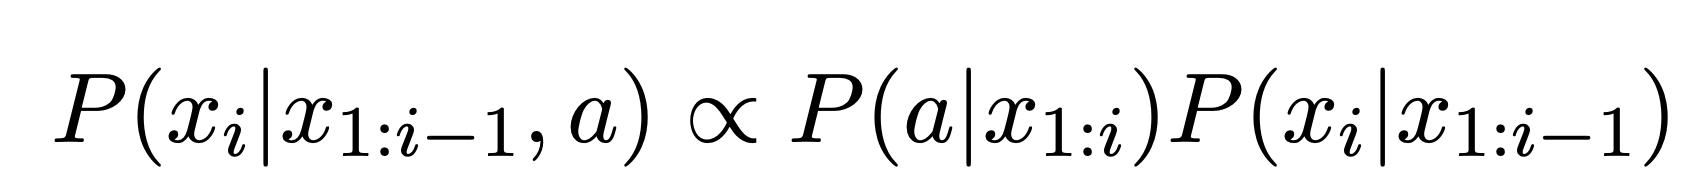 P(x_i|x_{1:i−1}, a) ∝ P(a|x_{1:i})P(x_i|x_{1:i−1})